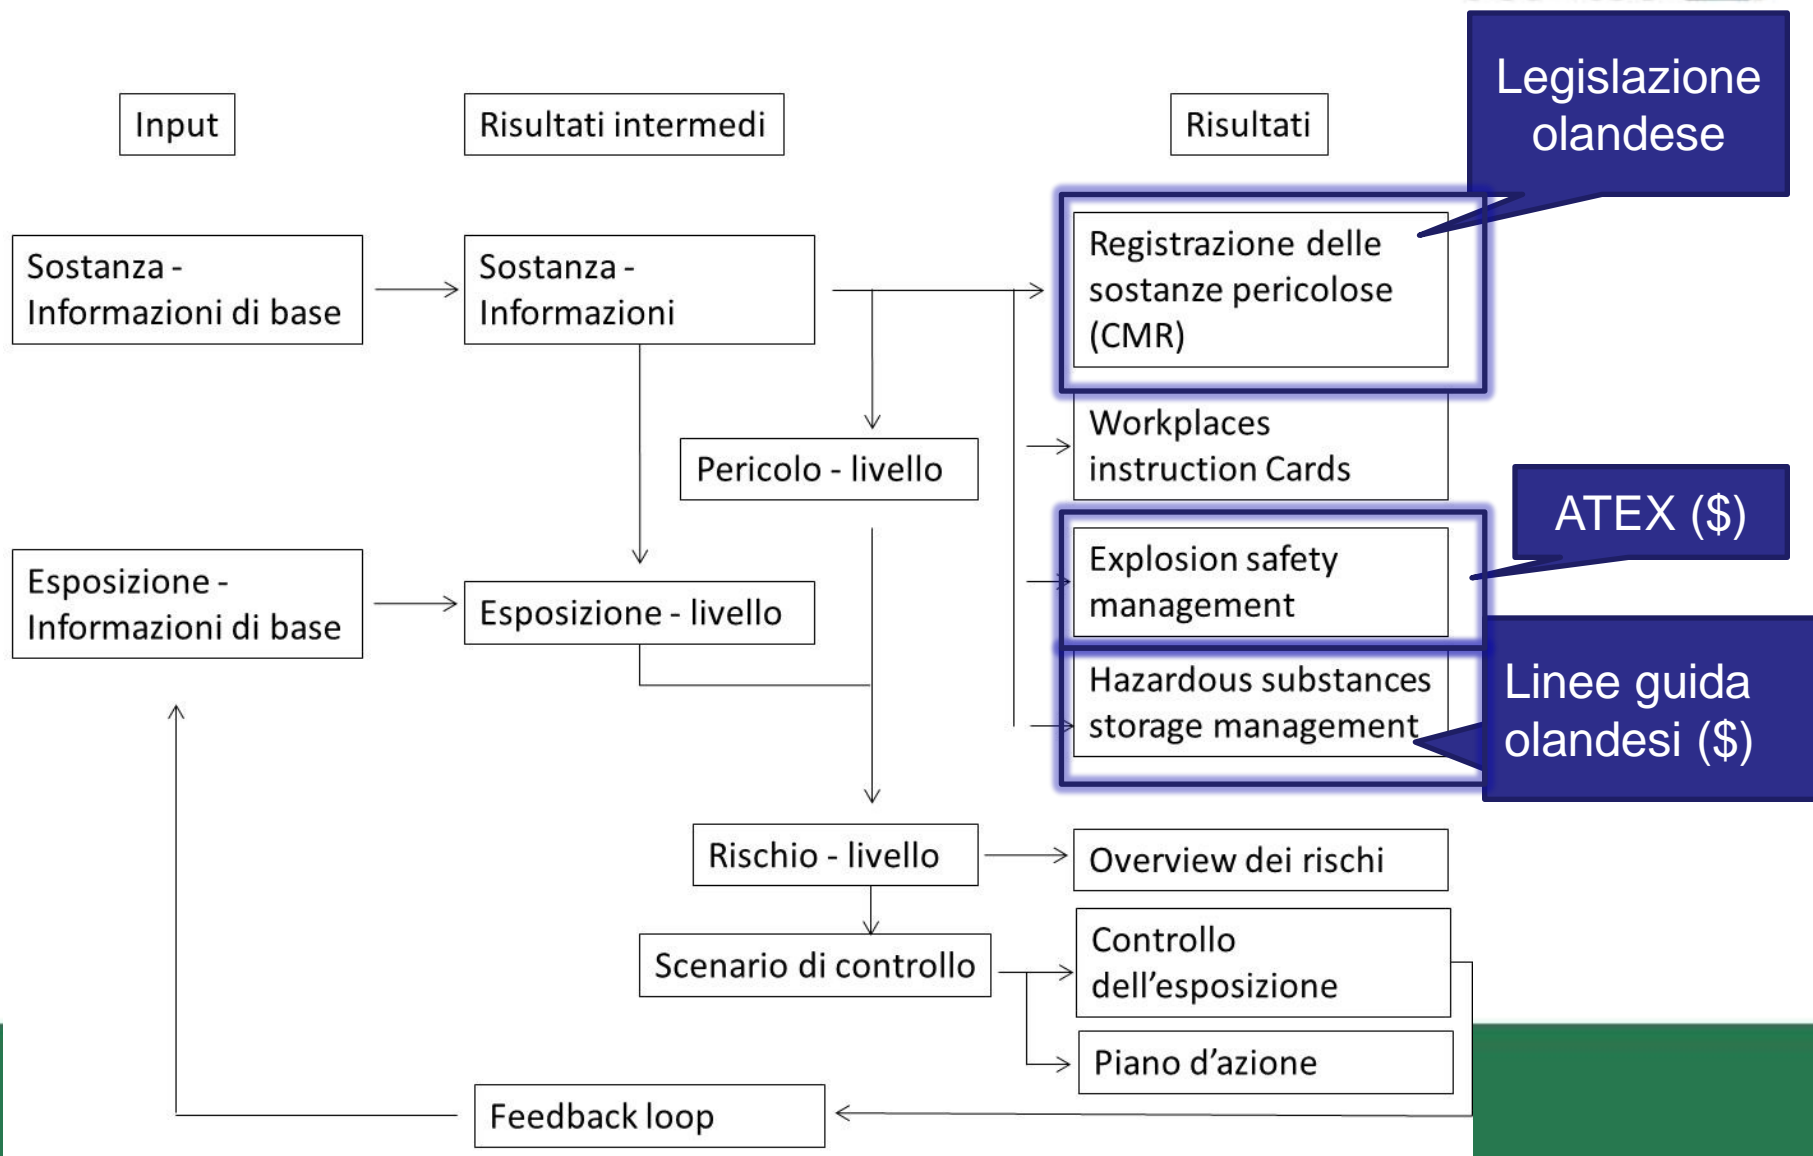 Legislazione
olandese
Input
Risultati intermedi
Risultati
Sostanza -
Informazioni di base
Sostanza -
Informazioni
Registrazione delle
sostanze pericolose
(CMR)
Workplaces
instruction Cards
Pericolo - livello
ATEX ($)
Explosion safety
management
Esposizione -
Informazioni di base
Esposizione - livello
Hazardous substances
storage management
Linee guida
olandesi ($)
Rischio - livello
Overview dei rischi
Scenario di controllo
Controllo
dell’esposizione
Piano d’azione
Feedback loop